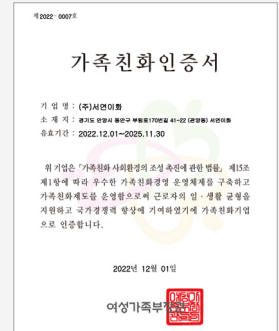 제 2022 - 0007호
가족친화인증서
기 업 명 : (주)서연이화
소 재 지 : 경기도 안양시 동안구 부림로170번길 41-22 (관양동) 서연이화
유효기간 : 2022.12.01~2025.11.30
위 기업은「가족친화 사회환경의 조성 촉진에 관한 법률」 제15조
제1항에 따라 우수한 가족친화경영 운영체제를 구축하고
가족친화제도를 운영함으로써 근로자의 일 · 생활 균형을
지원하고 국가경쟁력 향상에 기여하였기에 가족친화기업
으로 인증합니다.
2022년 12월 01일
여성가족부